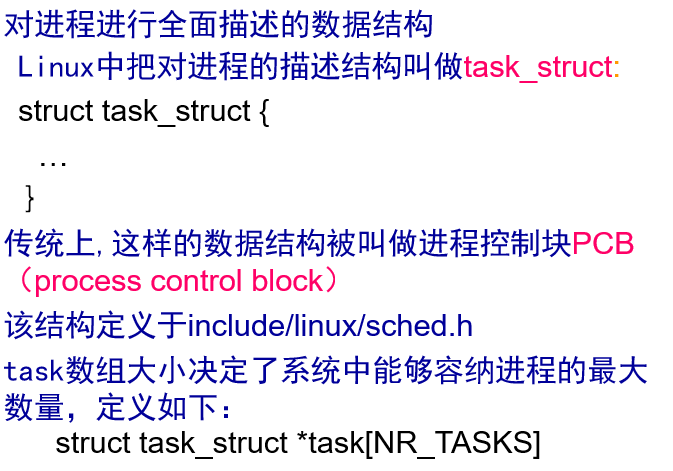 对进程进行全面描述的数据结构
Linux中把对进程的描述结构叫做task_struct:
struct task_struct {
…
}
传统上,这样的数据结构被叫做进程控制块PCB
（process control block）
该结构定义于include/linux/sched.h
task数组大小决定了系统中能够容纳进程的最大
数量，定义如下：
struct task_struct *task[NR_TASKS]